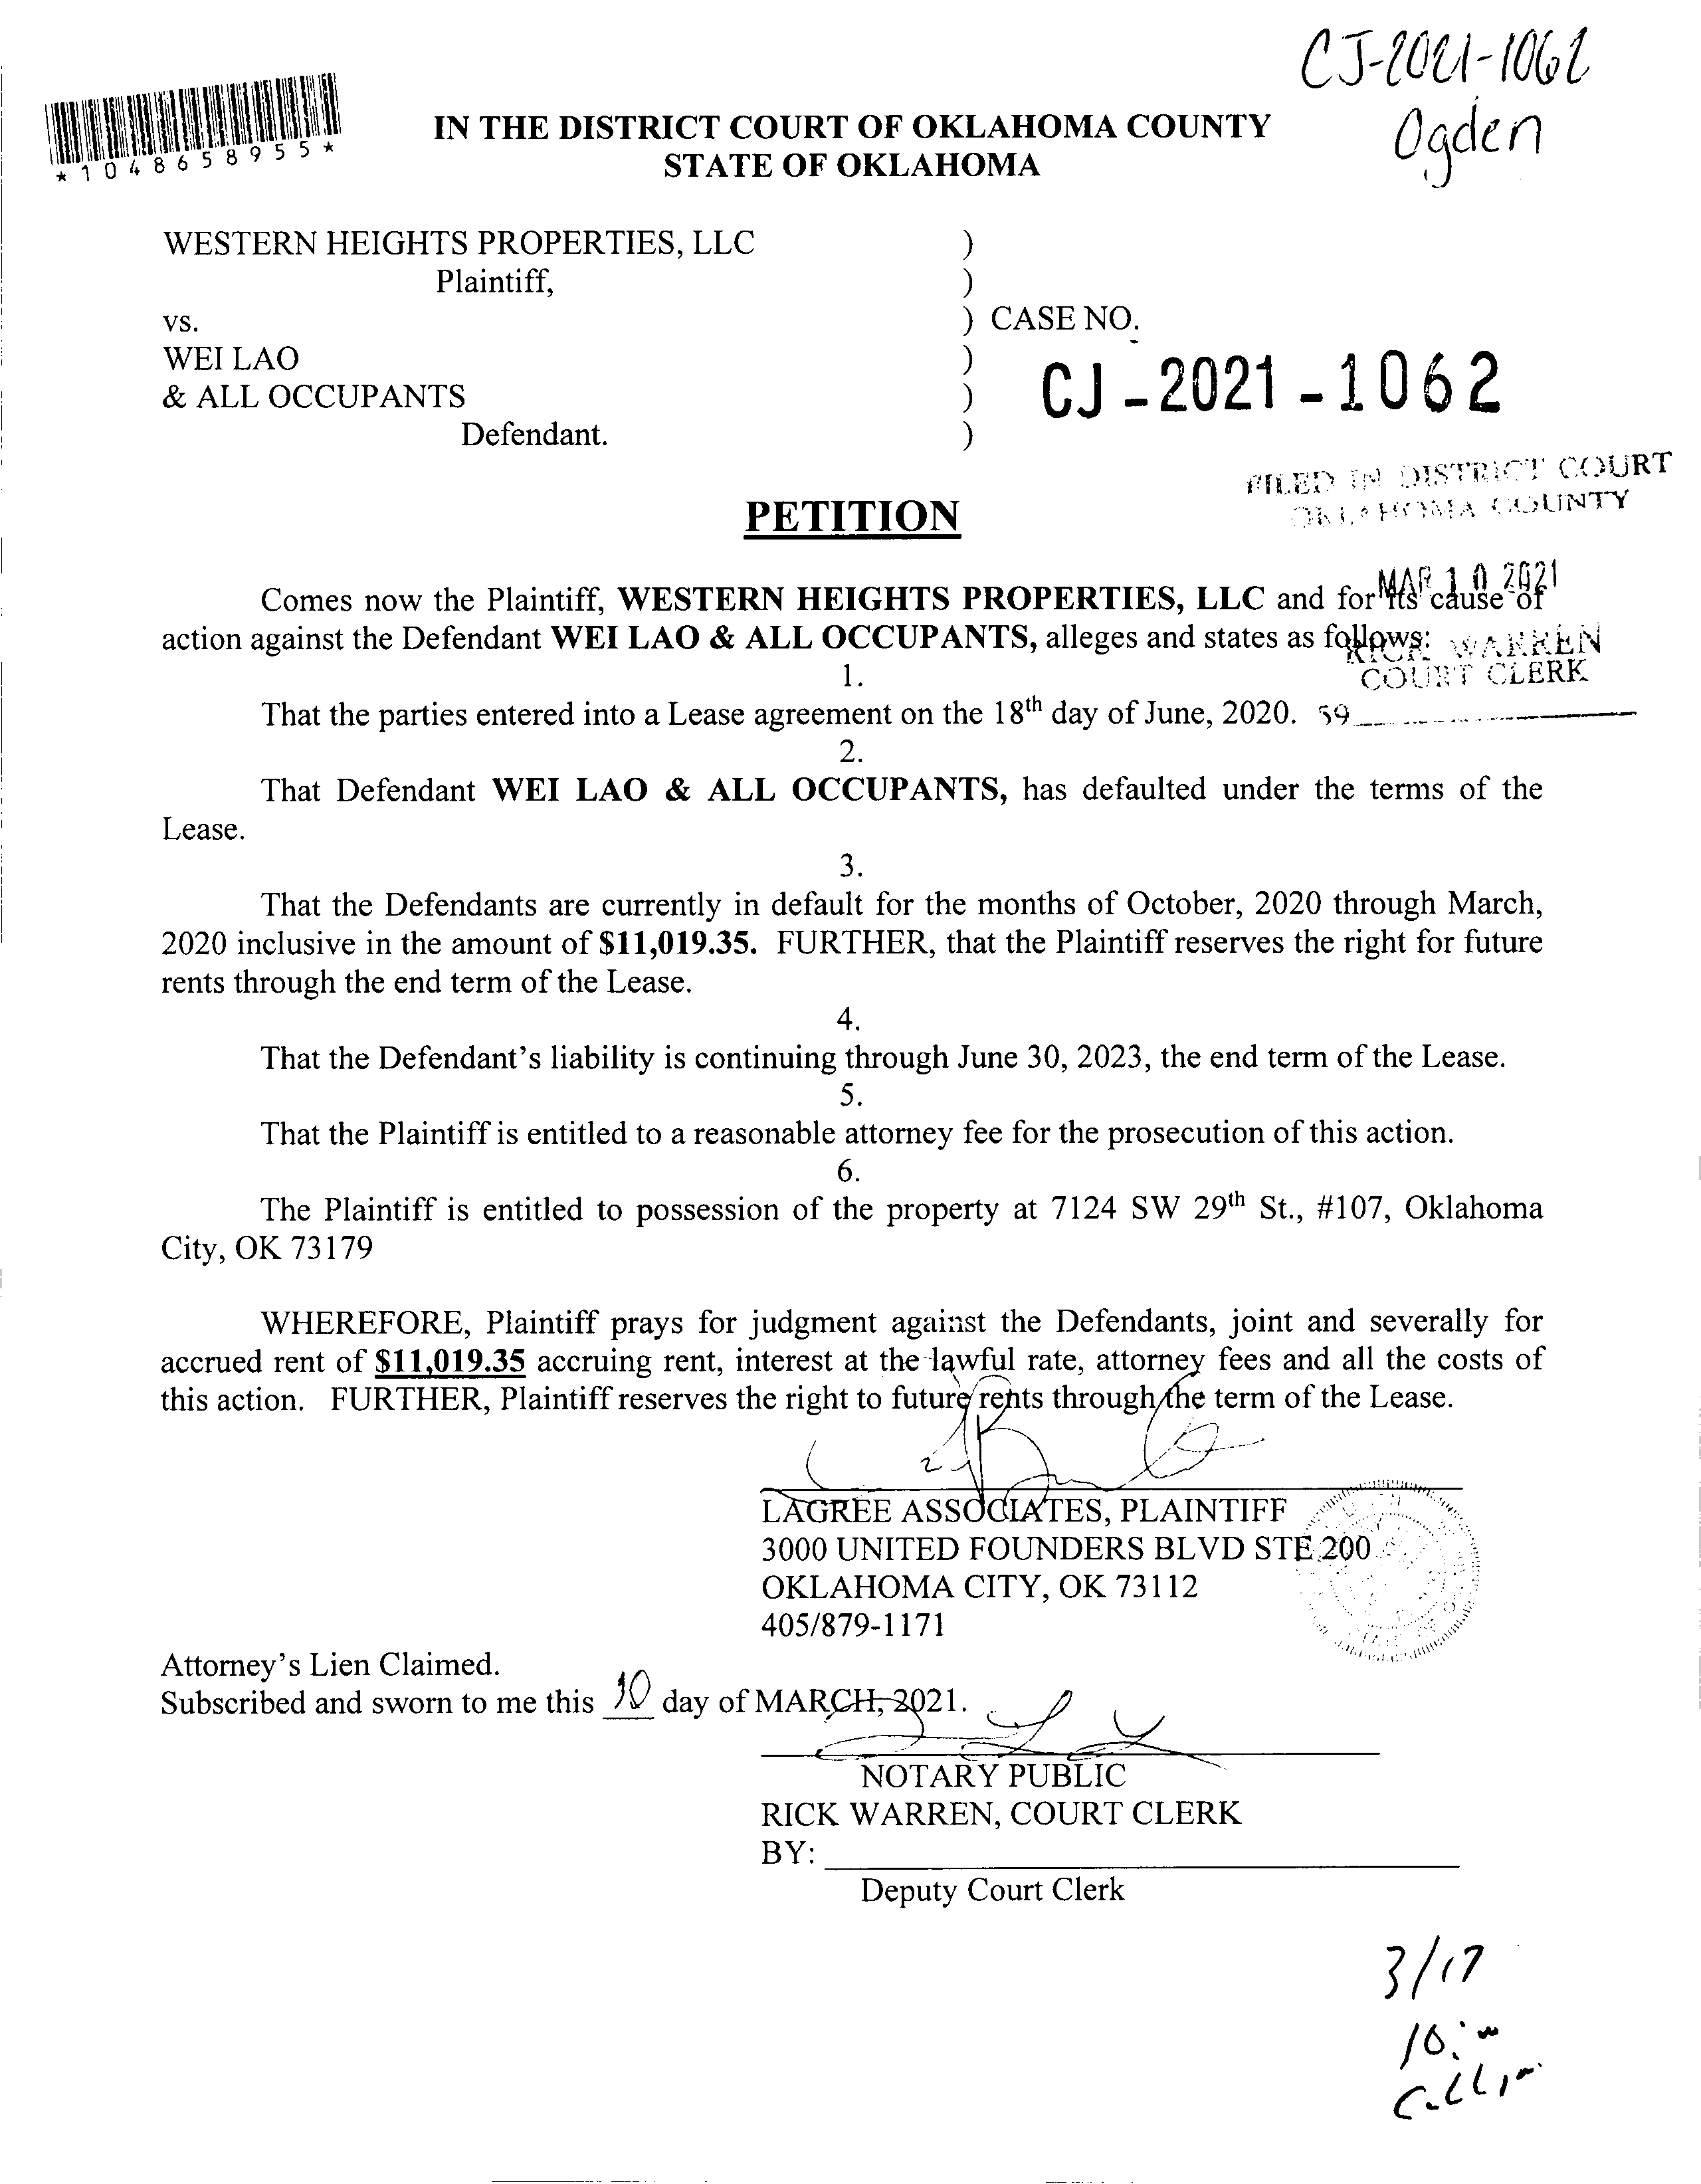 CJ-2021-1062
Ogden
*1048658955*
IN THE DISTRICT COURT OF OKLAHOMA COUNTY
STATE OF OKLAHOMA
WESTERN HEIGHTS PROPERTIES, LLC )
Plaintiff, )
vs. ) CASE NO.
WEI LAO )
& ALL OCCUPANTS )
Defendant. )
CJ-2021-1062
FILED IN DISTRICT COURT
OKLAHOMA COUNTY
PETITION
MAR 10 2021
Comes now the Plaintiff, WESTERN HEIGHTS PROPERTIES, LLC and for its cause of
action against the Defendant WEI LAO & ALL OCCUPANTS, alleges and states as follows:
RICK WARREN
COURT CLERK
1.
That the parties entered into a Lease agreement on the 18th day of June, 2020.
59
2.
That Defendant WEI LAO & ALL OCCUPANTS, has defaulted under the terms of the
Lease.
3.
That the Defendants are currently in default for the months of October, 2020 through March,
2020 inclusive in the amount of $11,019.35. FURTHER, that the Plaintiff reserves the right for future
rents through the end term of the Lease.
4.
That the Defendant's liability is continuing through June 30, 2023, the end term of the Lease.
5.
That the Plaintiff is entitled to a reasonable attorney fee for the prosecution of this action.
6.
The Plaintiff is entitled to possession of the property at 7124 SW 29th St., #107, Oklahoma
City, OK 73179
WHEREFORE, Plaintiff prays for judgment against the Defendants, joint and severally for
accrued rent of $11,019.35 accruing rent, interest at the lawful rate, attorney fees and all the costs of
this action. FURTHER, Plaintiff reserves the right to future rents through the term of the Lease.
LAGREE ASSOCIATES, PLAINTIFF
3000 UNITED FOUNDERS BLVD STE 200
OKLAHOMA CITY, OK 73112
405/879-1171
Attorney's Lien Claimed.
Subscribed and sworn to me this 10 day of MARCH, 2021.
NOTARY PUBLIC
RICK WARREN, COURT CLERK
BY:
Deputy Court Clerk
3/17